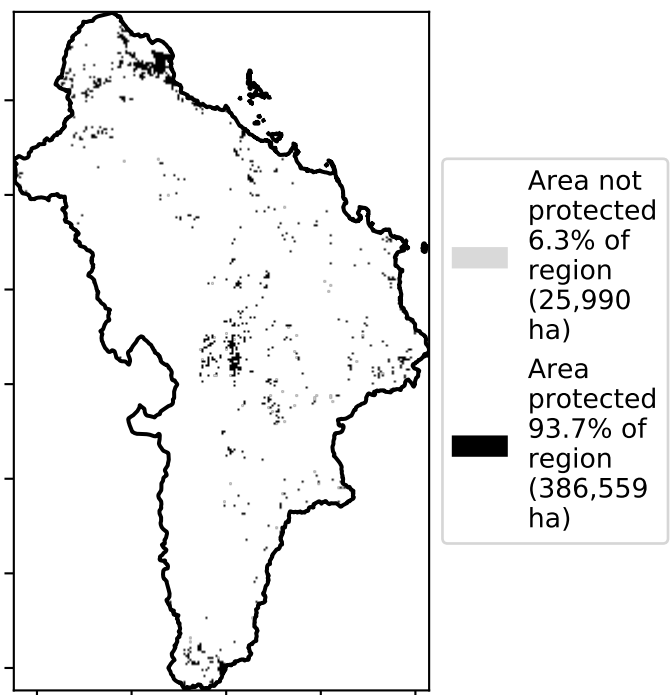 Area not
protected
6.3% of
region
(25,990
ha)
Area
protected
93.7% of
region
(386,559
ha)